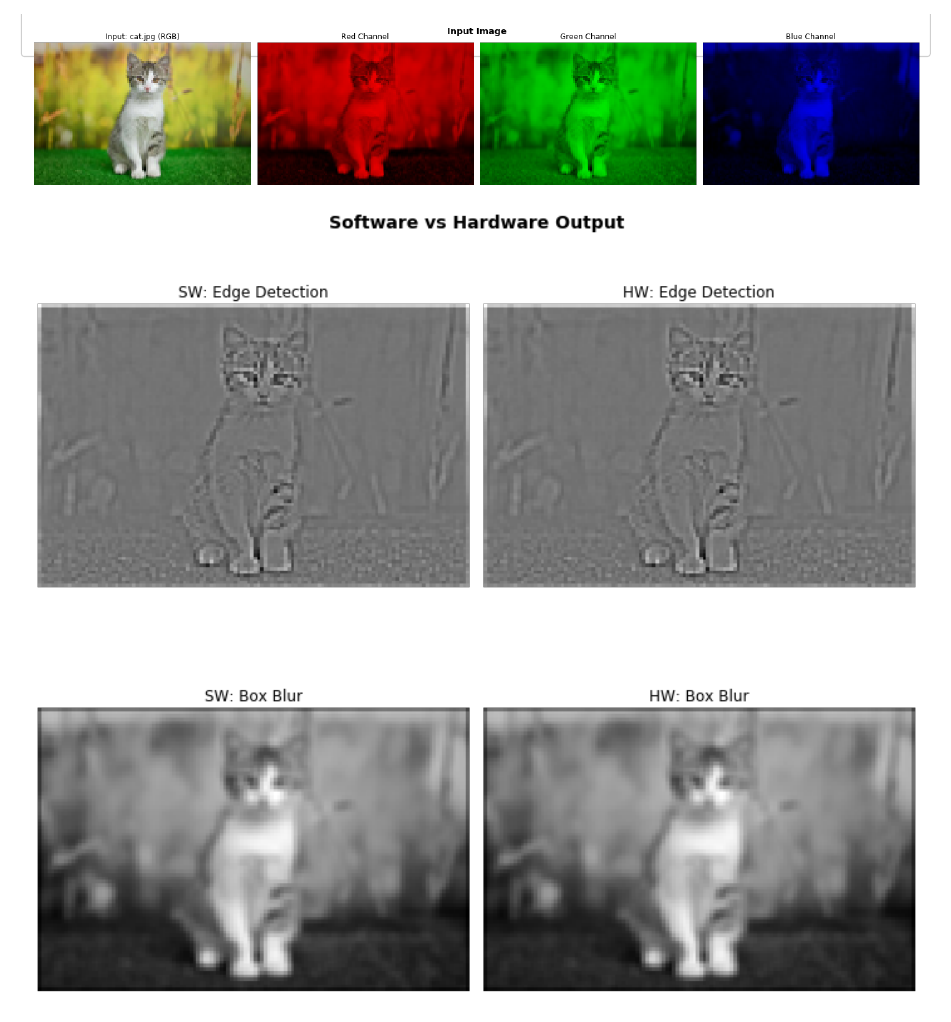 Input Image
Input: cat.jpg (RGB)
Red Channel
Green Channel
Blue Channel
Software vs Hardware Output
SW: Edge Detection
HW: Edge Detection
SW: Box Blur
HW: Box Blur